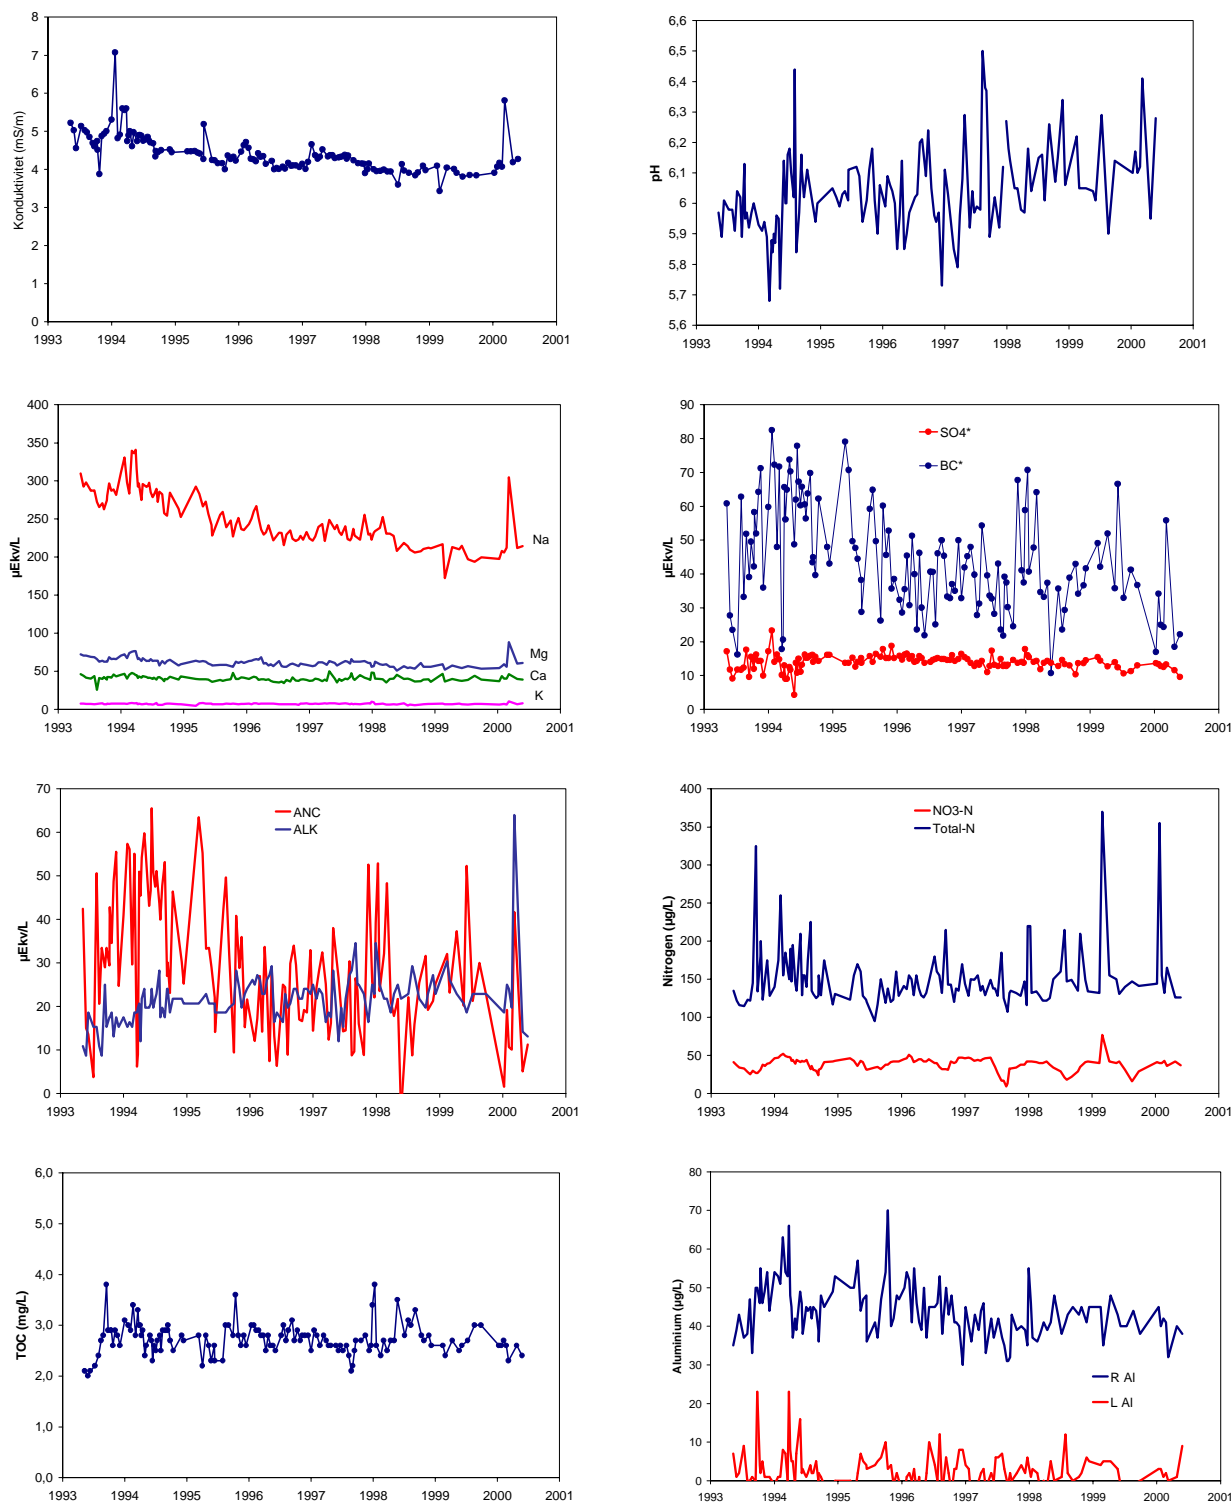 Konduktivitet (mS/m)
8
7
6
5
4
3
2
1
0
1993 1994 1995 1996 1997 1998 1999 2000 2001
pH
6,6
6,5
6,4
6,3
6,2
6,1
6
5,9
5,8
5,7
5,6
1993 1994 1995 1996 1997 1998 1999 2000 2001
µEkv/L
400
350
300
250
200
150
100
50
0
Na
Mg
Ca
K
1993 1994 1995 1996 1997 1998 1999 2000 2001
µEkv/L
90
80
70
60
50
40
30
20
10
0
SO4*
BC*
1993 1994 1995 1996 1997 1998 1999 2000 2001
µEkv/L
70
60
50
40
30
20
10
0
ANC
ALK
1993 1994 1995 1996 1997 1998 1999 2000 2001
Nitrogen (µg/L)
400
350
300
250
200
150
100
50
0
NO3-N
Total-N
1993 1994 1995 1996 1997 1998 1999 2000 2001
TOC (mg/L)
6,0
5,0
4,0
3,0
2,0
1,0
0,0
1993 1994 1995 1996 1997 1998 1999 2000 2001
Aluminium (µg/L)
80
70
60
50
40
30
20
10
0
R Al
L Al
1993 1994 1995 1996 1997 1998 1999 2000 2001